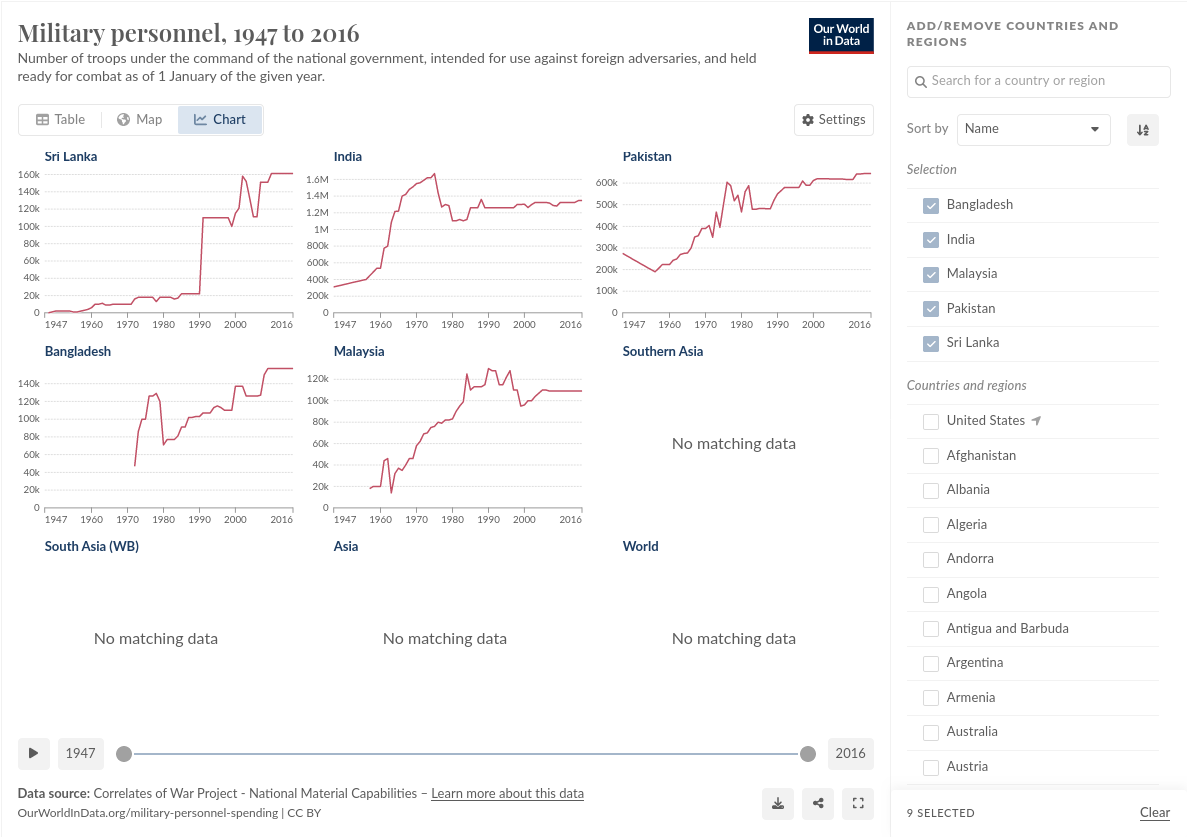 Military personnel, 1947 to 2016
Number of troops under the command of the national government, intended for use against foreign adversaries, and held
ready for combat as of 1 January of the given year.
Our World
in Data
Table
Map
Chart
Settings
Sri Lanka
160k
140k
120k
100k
80k
60k
40k
20k
0
1947 1960 1970 1980 1990 2000 2016
India
1.6M
1.4M
1.2M
1M
800k
600k
400k
200k
0
1947 1960 1970 1980 1990 2000 2016
Pakistan
600k
500k
400k
300k
200k
100k
0
1947 1960 1970 1980 1990 2000 2016
Bangladesh
140k
120k
100k
80k
60k
40k
20k
0
1947 1960 1970 1980 1990 2000 2016
Malaysia
120k
100k
80k
60k
40k
20k
0
1947 1960 1970 1980 1990 2000 2016
Southern Asia
No matching data
South Asia (WB)
No matching data
Asia
No matching data
World
No matching data
1947
2016
Data source: Correlates of War Project - National Material Capabilities – Learn more about this data
OurWorldInData.org/military-personnel-spending | CC BY
ADD/REMOVE COUNTRIES AND
REGIONS
Search for a country or region
Sort by
Name
Selection
Bangladesh
India
Malaysia
Pakistan
Sri Lanka
Countries and regions
United States
Afghanistan
Albania
Algeria
Andorra
Angola
Antigua and Barbuda
Argentina
Armenia
Australia
Austria
9 SELECTED
Clear